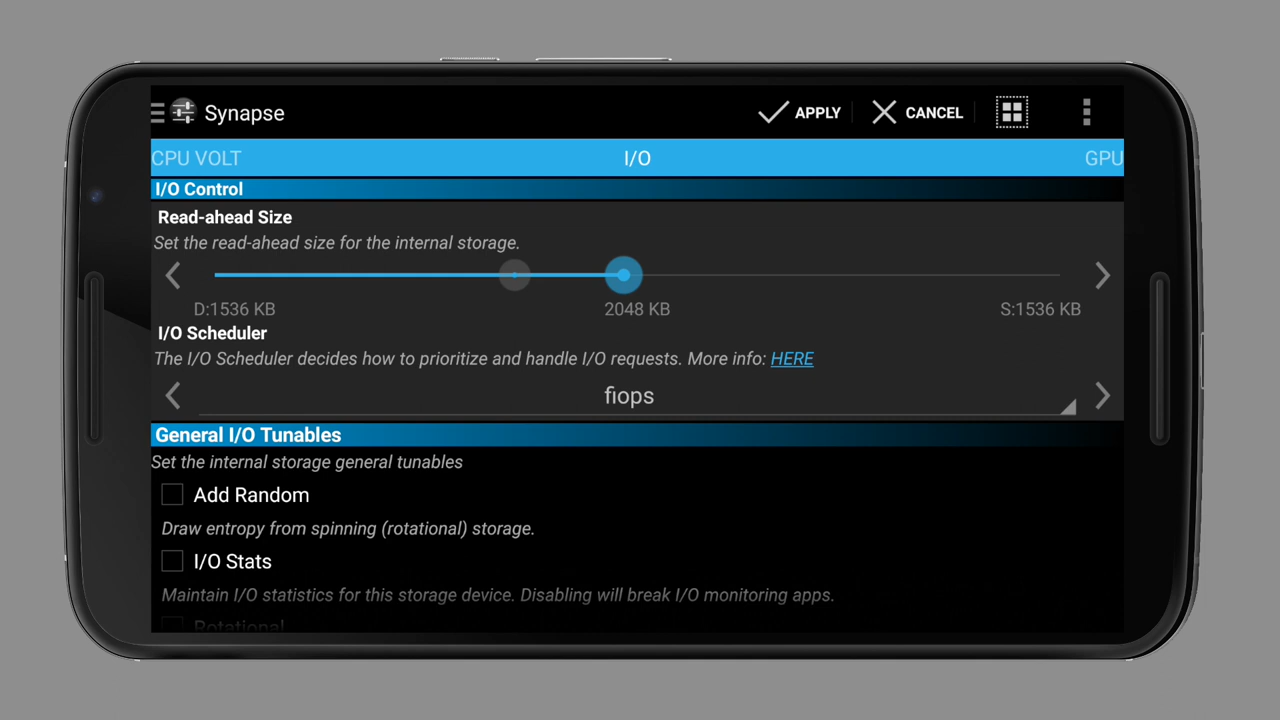 Synapse
APPLY
CANCEL
CPU VOLT
I/O
GPU
I/O Control
Read-ahead Size
Set the read-ahead size for the internal storage.
D:1536 KB
2048 KB
S:1536 KB
I/O Scheduler
The I/O Scheduler decides how to prioritize and handle I/O requests. More info: HERE
fiops
General I/O Tunables
Set the internal storage general tunables
Add Random
Draw entropy from spinning (rotational) storage.
I/O Stats
Maintain I/O statistics for this storage device. Disabling will break I/O monitoring apps.
Rotational